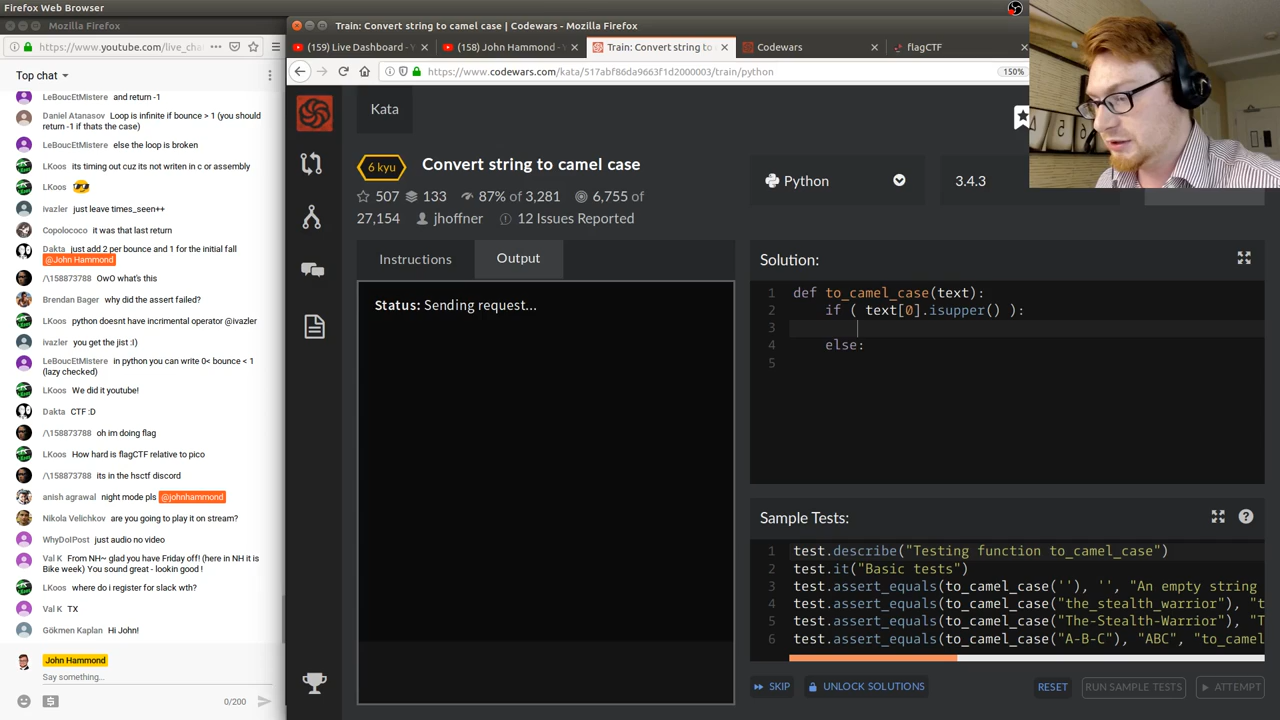 Firefox Web Browser
Mozilla Firefox
Train: Convert string to camel case | Codewars - Mozilla Firefox
https://www.youtube.com/live_cha
(159) Live Dashboard - Y
(158) John Hammond -
Train: Convert string to
Codewars
flagCTF
https://www.codewars.com/kata/517abf86da9663f1d2000003/train/python
150%
Top chat
LeBoucEtMistere and return -1
Daniel Atanasov Loop is infinite if bounce > 1 (you should
return -1 if thats the case)
LeBoucEtMistere else the loop is broken
LKoos its timing out cuz its not writen in c or assembly
LKoos 😎
ivazler just leave times_seen++
Copolococo it was that last return
Dakta just add 2 per bounce and 1 for the initial fall
@John Hammond
/\158873788 OwO what's this
Brendan Bager why did the assert failed?
LKoos python doesnt have incrimental operator @ivazler
ivazler you get the jist :l)
LeBoucEtMistere in python you can write 0< bounce < 1
(lazy checked)
LKoos We did it youtube!
Dakta CTF :D
/\158873788 oh im doing flag
LKoos How hard is flagCTF relative to pico
/\158873788 its in the hsctf discord
anish agrawal night mode pls @johnhammond
Nikola Velichkov are you going to play it on stream?
WhyDoIPost just audio no video
Val K From NH~ glad you have Friday off! (here in NH it is
Bike week) You sound great - lookin good !
LKoos where do i register for slack wth?
Val K TX
Gökmen Kaplan Hi John!
John Hammond
Say something...
0/200
Kata
6 kyu
Convert string to camel case
507 133 87% of 3,281 6,755 of
27,154 jhoffner 12 Issues Reported
Python
3.4.3
Instructions
Output
Status: Sending request...
Solution:
1 def to_camel_case(text):
2 if ( text[0].isupper() ):
3
4 else:
5
Sample Tests:
1 test.describe("Testing function to_camel_case")
2 test.it("Basic tests")
3 test.assert_equals(to_camel_case(''), '', "An empty string
4 test.assert_equals(to_camel_case("the_stealth_warrior"), "t
5 test.assert_equals(to_camel_case("The-Stealth-Warrior"), "T
6 test.assert_equals(to_camel_case("A-B-C"), "ABC", "to_camel
SKIP
UNLOCK SOLUTIONS
RESET
RUN SAMPLE TESTS
ATTEMPT